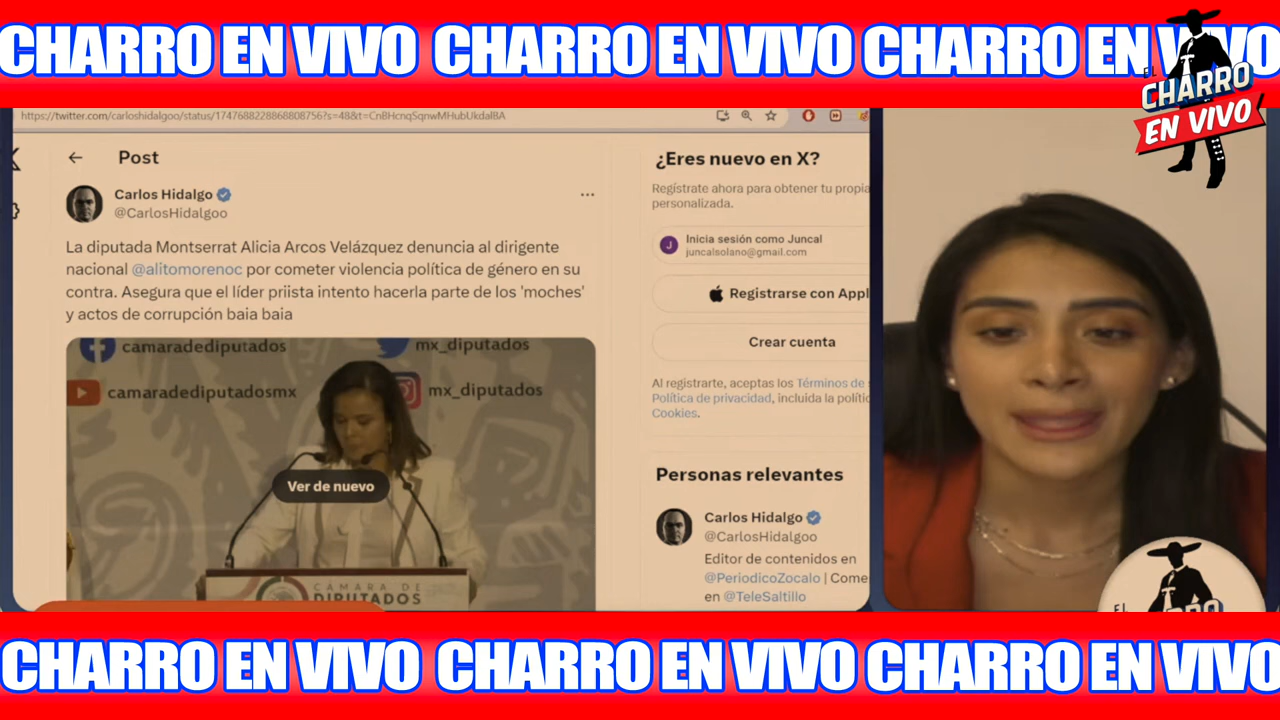 CHARRO EN VIVO CHARRO EN VIVO CHARRO EN VIVO
EL
CHARRO
EN VIVO
https://twitter.com/carloshidalgoo/status/1747688228868808756?s=48&t=CnBHcnqSqnwMHubUkdalBA
Post
Carlos Hidalgo
@CarlosHidalgoo
La diputada Montserrat Alicia Arcos Velázquez denuncia al dirigente
nacional @alitomorenoc por cometer violencia política de género en su
contra. Asegura que el líder priista intento hacerla parte de los 'moches'
y actos de corrupción baia baia
camaradediputados
mx_diputados
camaradediputadosmx
mx_diputados
Ver de nuevo
CÁMARA DE
DIPUTADOS
¿Eres nuevo en X?
Regístrate ahora para obtener tu propia
personalizada.
J
Inicia sesión como Juncal
juncalsolano@gmail.com
Registrarse con Appl
Crear cuenta
Al registrarte, aceptas los Términos de
Política de privacidad, incluida la polític
Cookies.
Personas relevantes
Carlos Hidalgo
@CarlosHidalgoo
Editor de contenidos en
@PeriodicoZocalo | Come
en @TeleSaltillo
EL
CHARRO
CHARRO EN VIVO CHARRO EN VIVO CHARRO EN VIVO